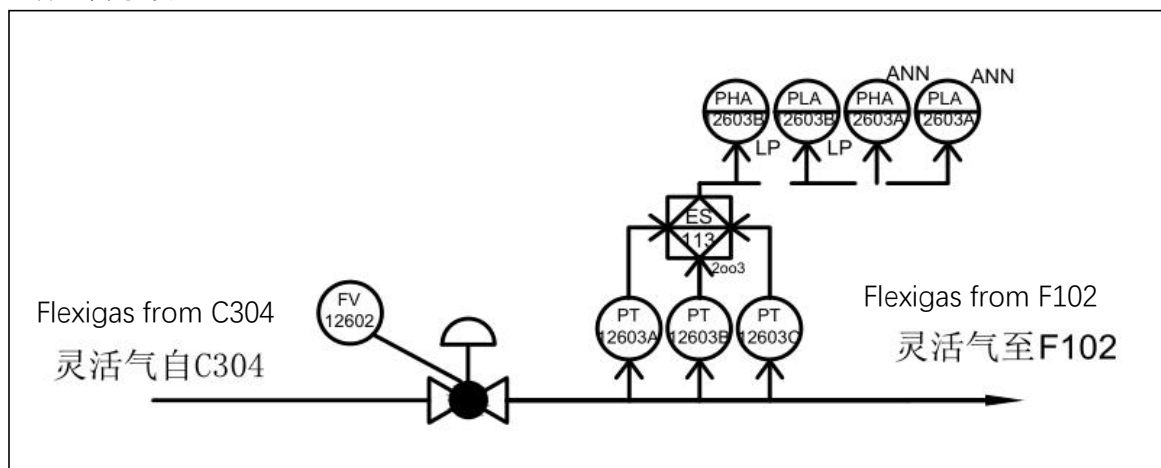 ANN
ANN
PHA
12603B
PLA
12603B
PHA
12603A
PLA
12603A
LP
LP
ES
113
2oo3
Flexigas from C304
灵活气自C304
FV
12602
PT
12603A
PT
12603B
PT
12603C
Flexigas from F102
灵活气至F102